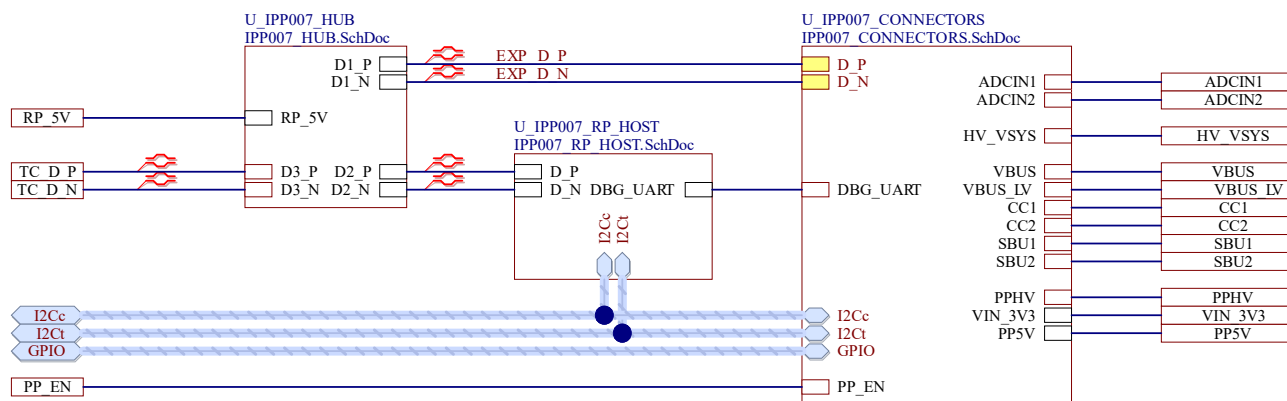 U_IPP007_HUB
IPP007_HUB.SchDoc
U_IPP007_CONNECTORS
IPP007_CONNECTORS.SchDoc
D1_P
D1_N
EXP_D_P
EXP_D_N
D_P
D_N
ADCIN1
ADCIN1
ADCIN2
ADCIN2
RP_5V
RP_5V
U_IPP007_RP_HOST
IPP007_RP_HOST.SchDoc
HV_VSYS
HV_VSYS
TC_D_P
D3_P
D2_P
D_P
VBUS
VBUS
TC_D_N
D3_N
D2_N
D_N
DBG_UART
DBG_UART
VBUS_LV
VBUS_LV
CC1
CC1
CC2
CC2
I2Cc
I2Ct
SBU1
SBU1
SBU2
SBU2
PPHV
PPHV
I2Cc
I2Cc
VIN_3V3
VIN_3V3
I2Ct
I2Ct
PP5V
PP5V
GPIO
GPIO
PP_EN
PP_EN